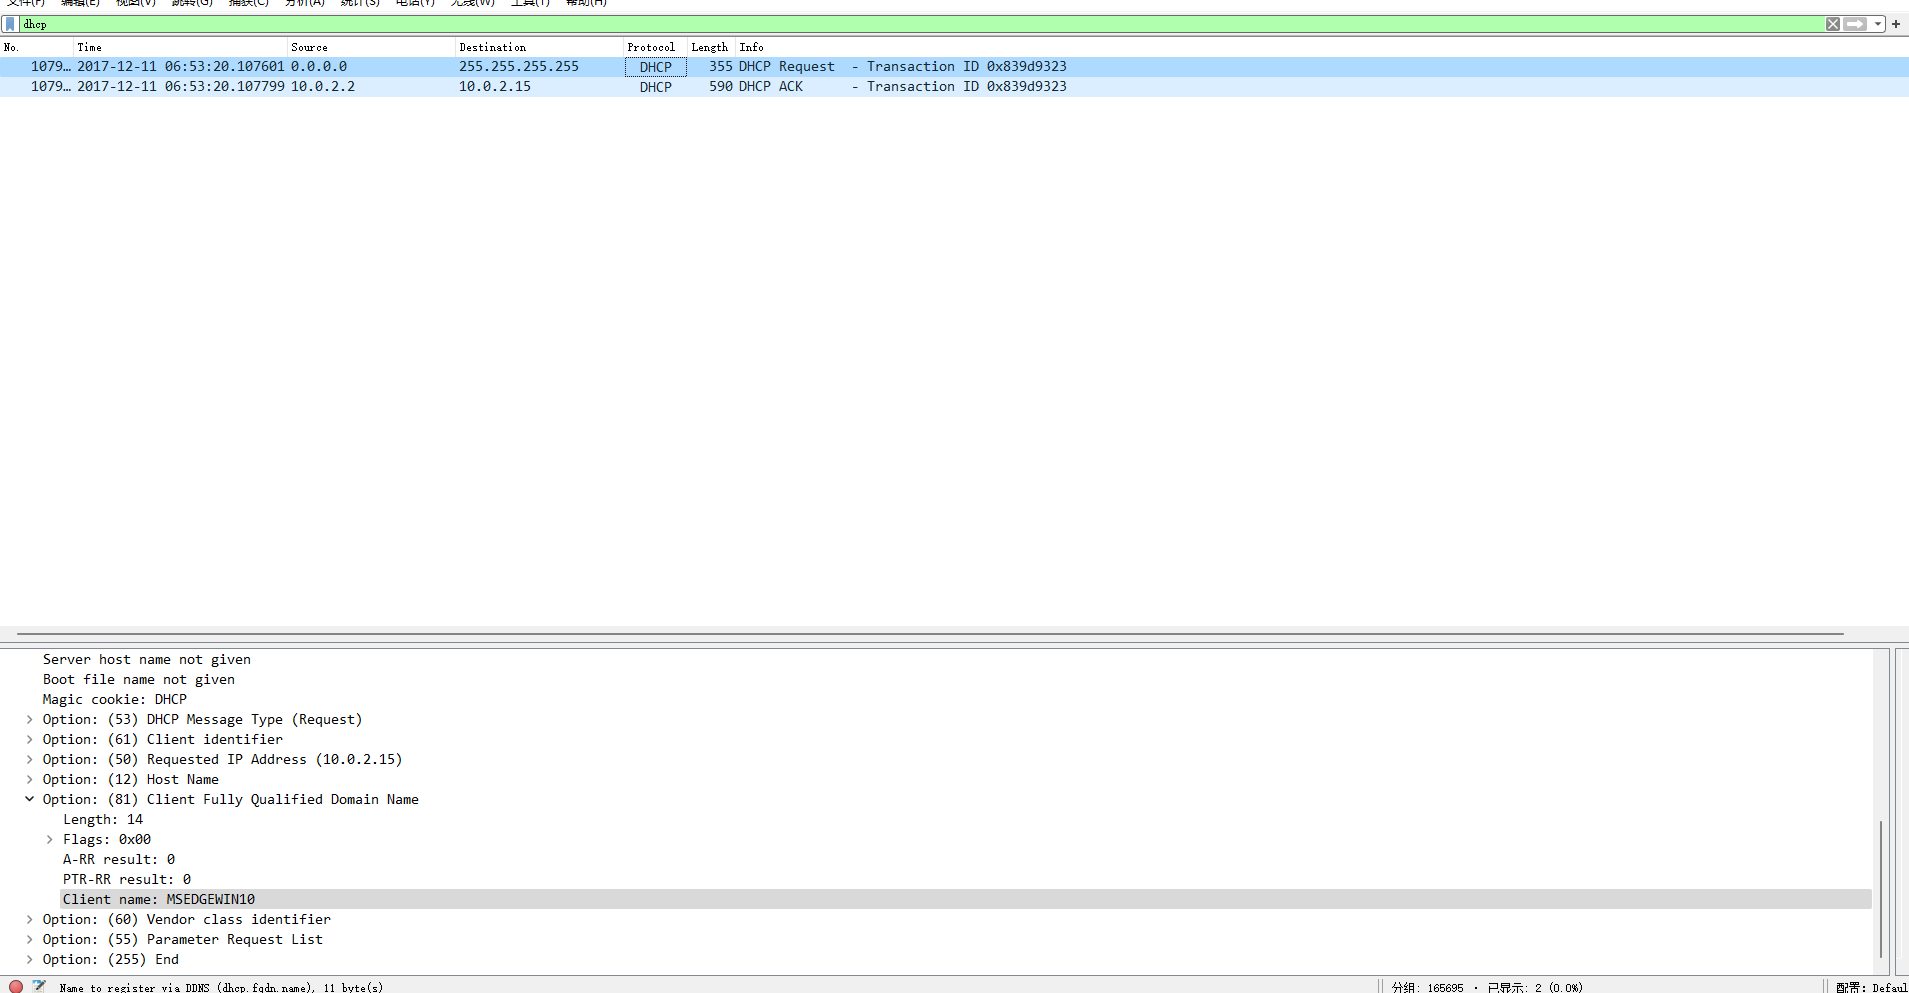 文件(F) 编辑(E) 视图(V) 跳转(G) 捕获(C) 分析(A) 统计(S) 电话(Y) 无线(W) 工具(T) 帮助(H)
dhcp
No. Time Source Destination Protocol Length Info
1079… 2017-12-11 06:53:20.107601 0.0.0.0 255.255.255.255 DHCP 355 DHCP Request - Transaction ID 0x839d9323
1079… 2017-12-11 06:53:20.107799 10.0.2.2 10.0.2.15 DHCP 590 DHCP ACK - Transaction ID 0x839d9323
Server host name not given
Boot file name not given
Magic cookie: DHCP
Option: (53) DHCP Message Type (Request)
Option: (61) Client identifier
Option: (50) Requested IP Address (10.0.2.15)
Option: (12) Host Name
Option: (81) Client Fully Qualified Domain Name
Length: 14
Flags: 0x00
A-RR result: 0
PTR-RR result: 0
Client name: MSEDGEWIN10
Option: (60) Vendor class identifier
Option: (55) Parameter Request List
Option: (255) End
Name to register via DDNS (dhcp.fqdn.name), 11 byte(s) 分组: 165695 · 已显示: 2 (0.0%) 配置: Defaul